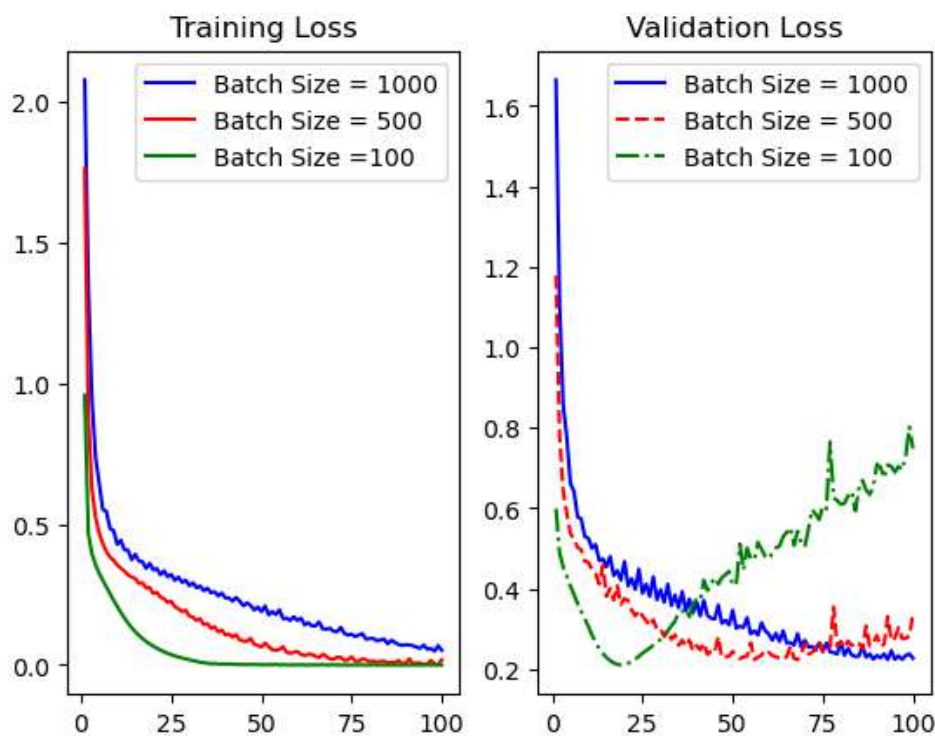 Training Loss
Batch Size = 1000
Batch Size = 500
Batch Size =100
2.0
1.5
1.0
0.5
0.0
0
25
50
75
100
Validation Loss
Batch Size = 1000
Batch Size = 500
Batch Size = 100
1.6
1.4
1.2
1.0
0.8
0.6
0.4
0.2
0
25
50
75
100